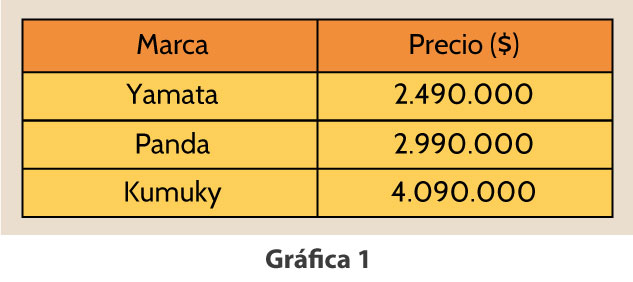 Marca Precio ($)
Yamata 2.490.000
Panda 2.990.000
Kumuky 4.090.000
Gráfica 1